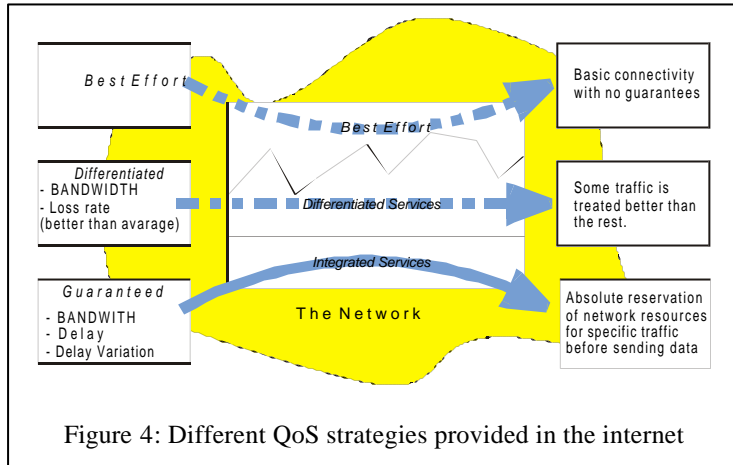 Best Effort
Basic connectivity
with no guarantees
Best Effort
Differentiated
- BANDWIDTH
- Loss rate
(better than avarage)
Differentiated Services
Some traffic is
treated better than
the rest.
Integrated Services
Guaranteed
- BANDWITH
- Delay
- Delay Variation
The Network
Absolute reservation
of network resources
for specific traffic
before sending data
Figure 4: Different QoS strategies provided in the internet